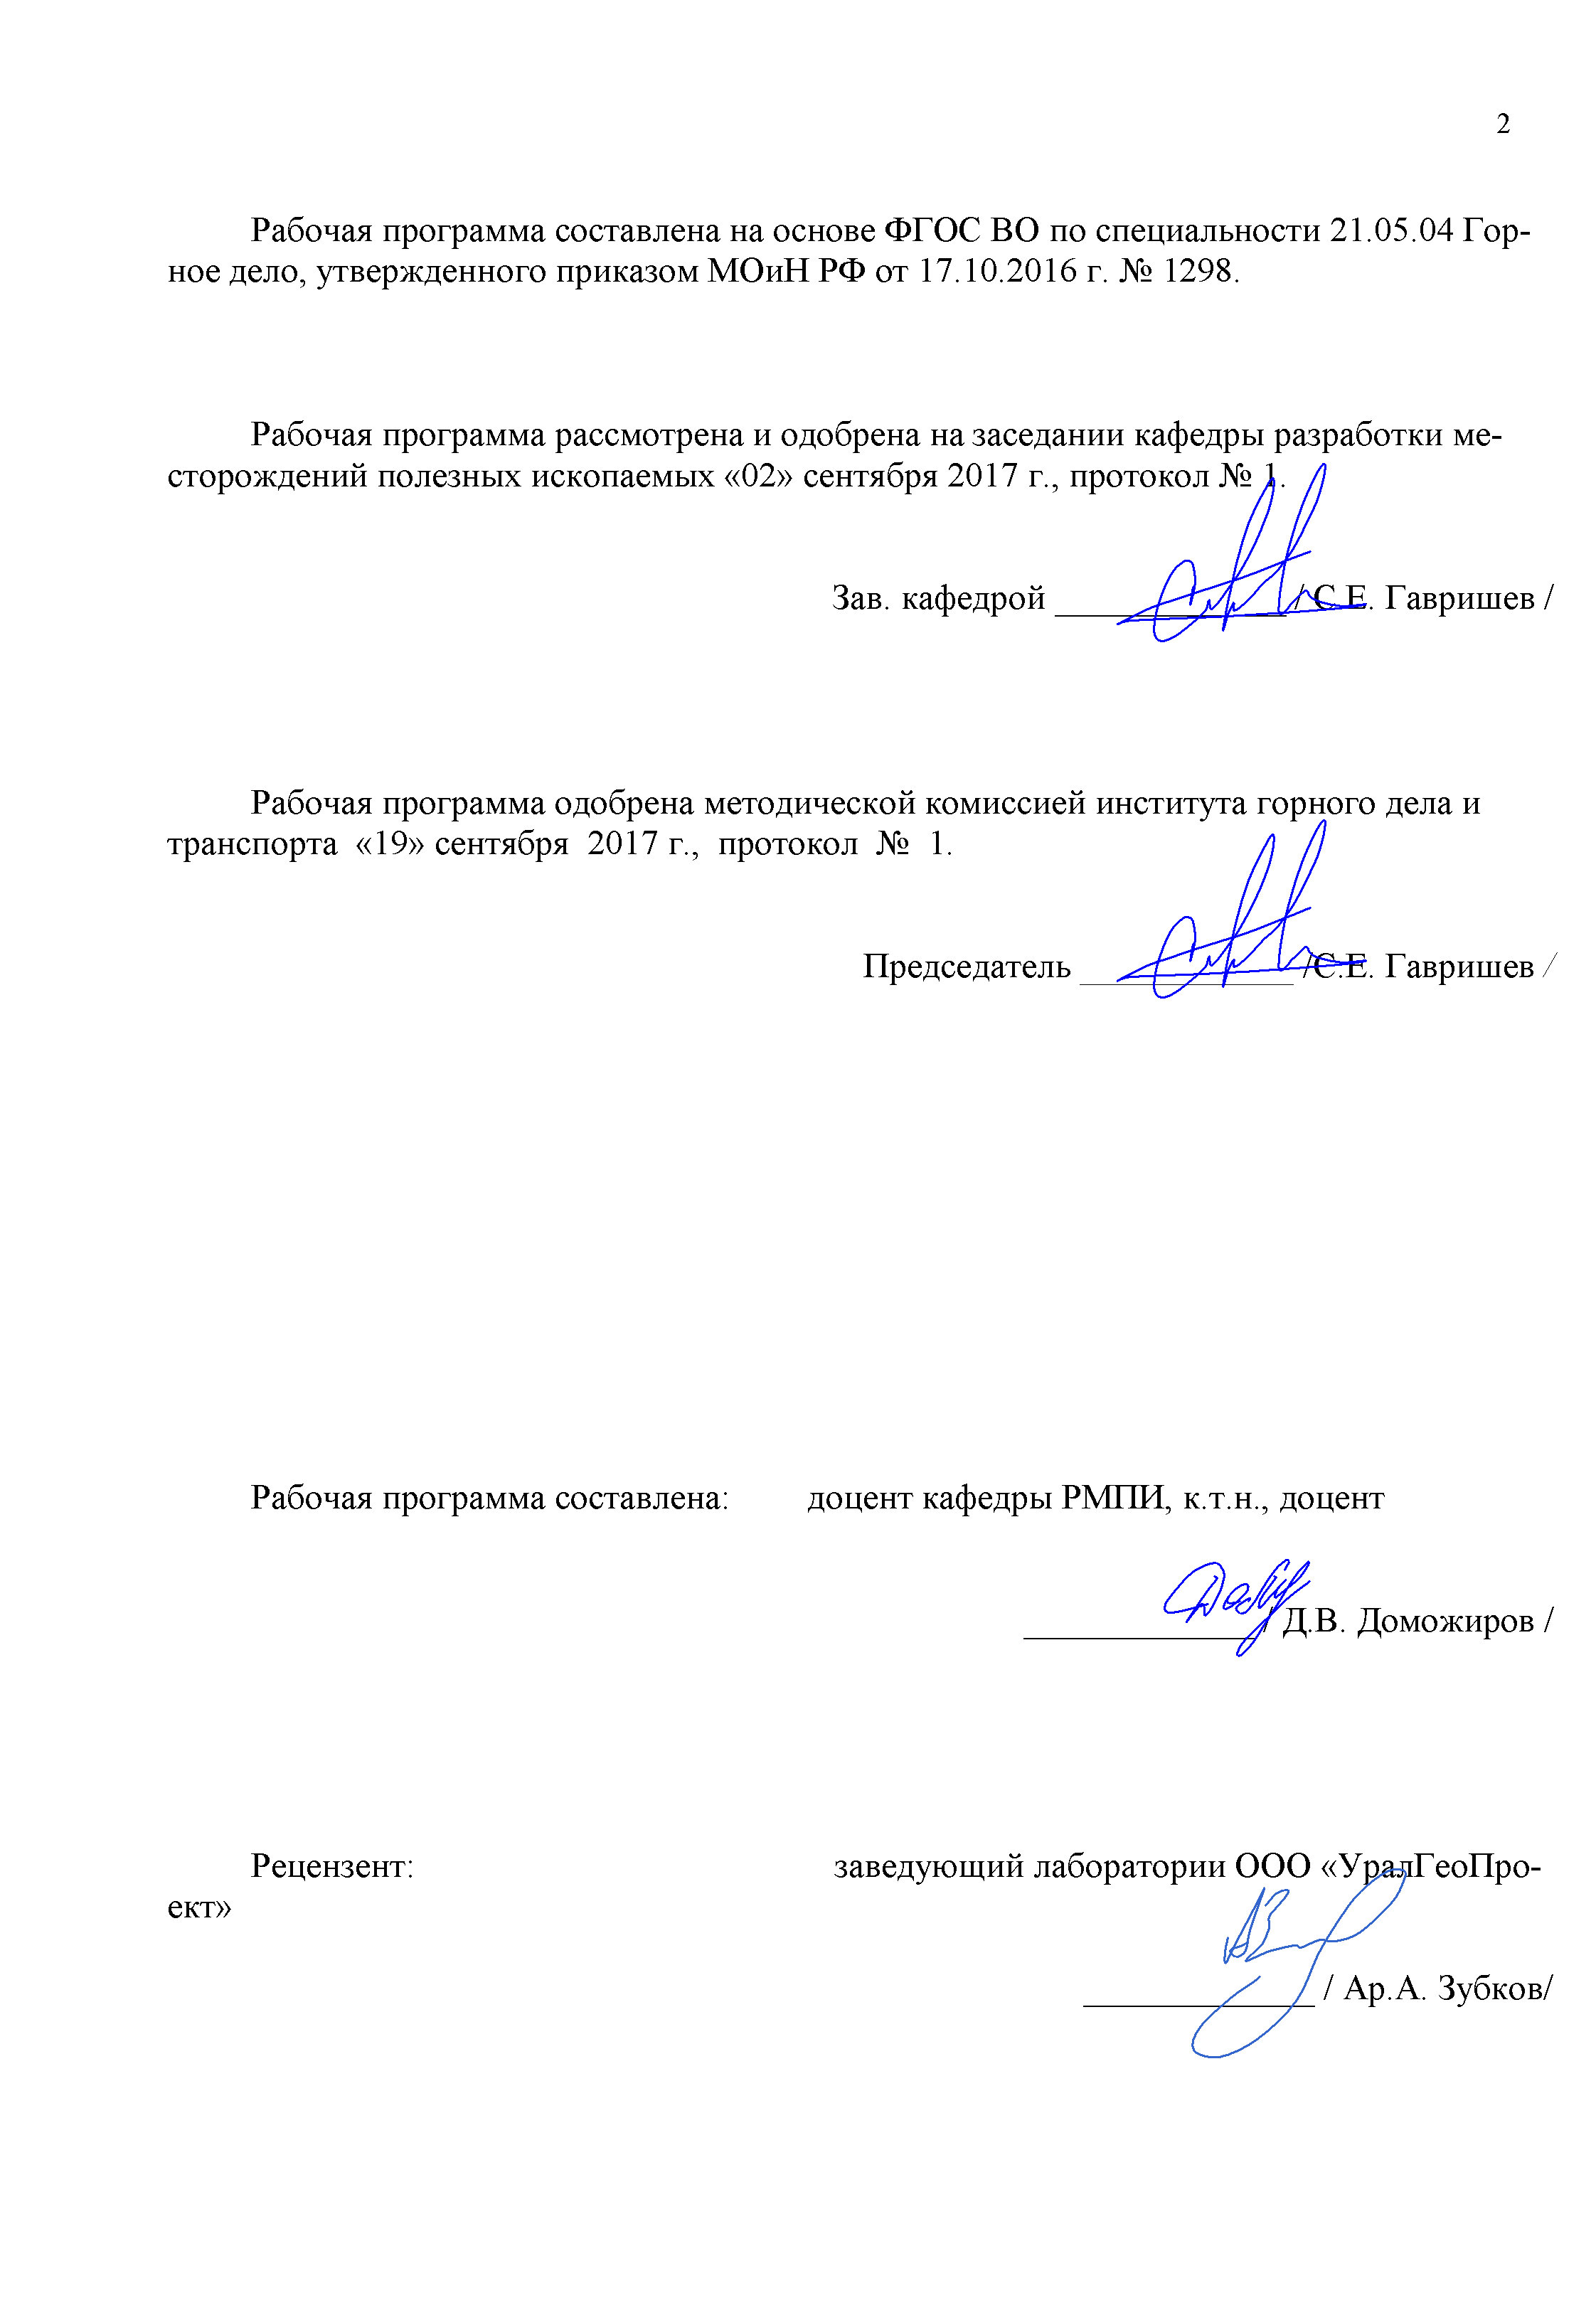 2
Рабочая программа составлена на основе ФГОС ВО по специальности 21.05.04 Гор-
ное дело, утвержденного приказом МОиН РФ от 17.10.2016 г. № 1298.
Рабочая программа рассмотрена и одобрена на заседании кафедры разработки ме-
сторождений полезных ископаемых «02» сентября 2017 г., протокол № 1.
Зав. кафедрой _____________ / С.Е. Гавришев /
Рабочая программа одобрена методической комиссией института горного дела и
транспорта «19» сентября 2017 г., протокол № 1.
Председатель ____________ /С.Е. Гавришев /
Рабочая программа составлена: доцент кафедры РМПИ, к.т.н., доцент
_____________ / Д.В. Доможиров /
Рецензент: заведующий лаборатории ООО «УралГеоПро-
ект»
_____________ / Ар.А. Зубков/